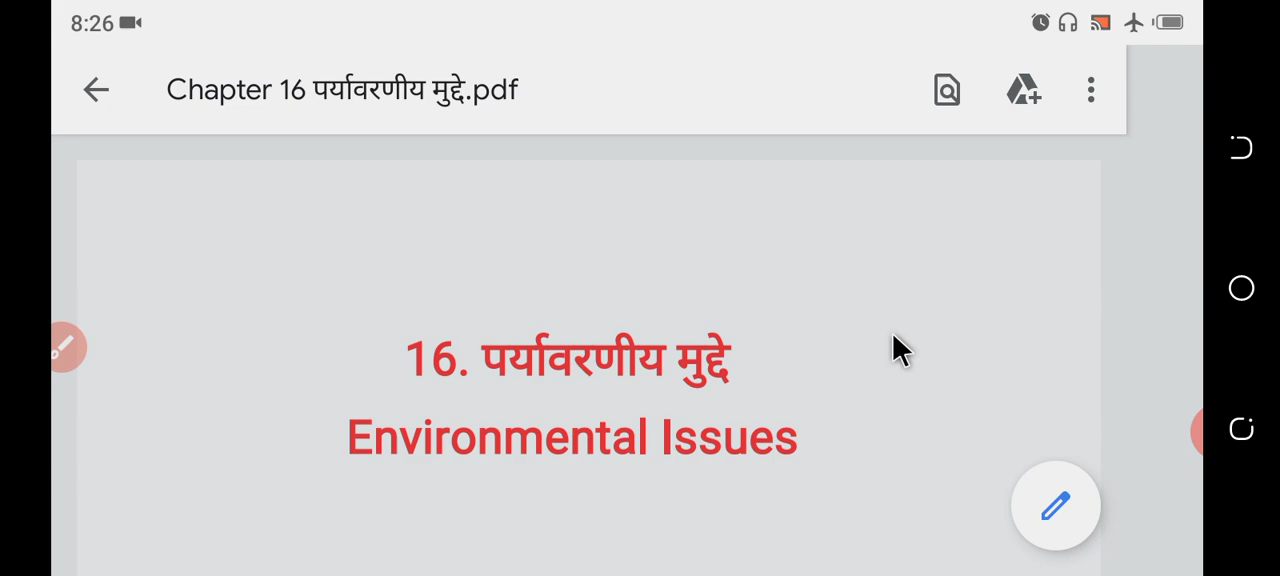 8:26
Chapter 16 पर्यावरणीय मुद्दे.pdf
16. पर्यावरणीय मुद्दे
Environmental Issues